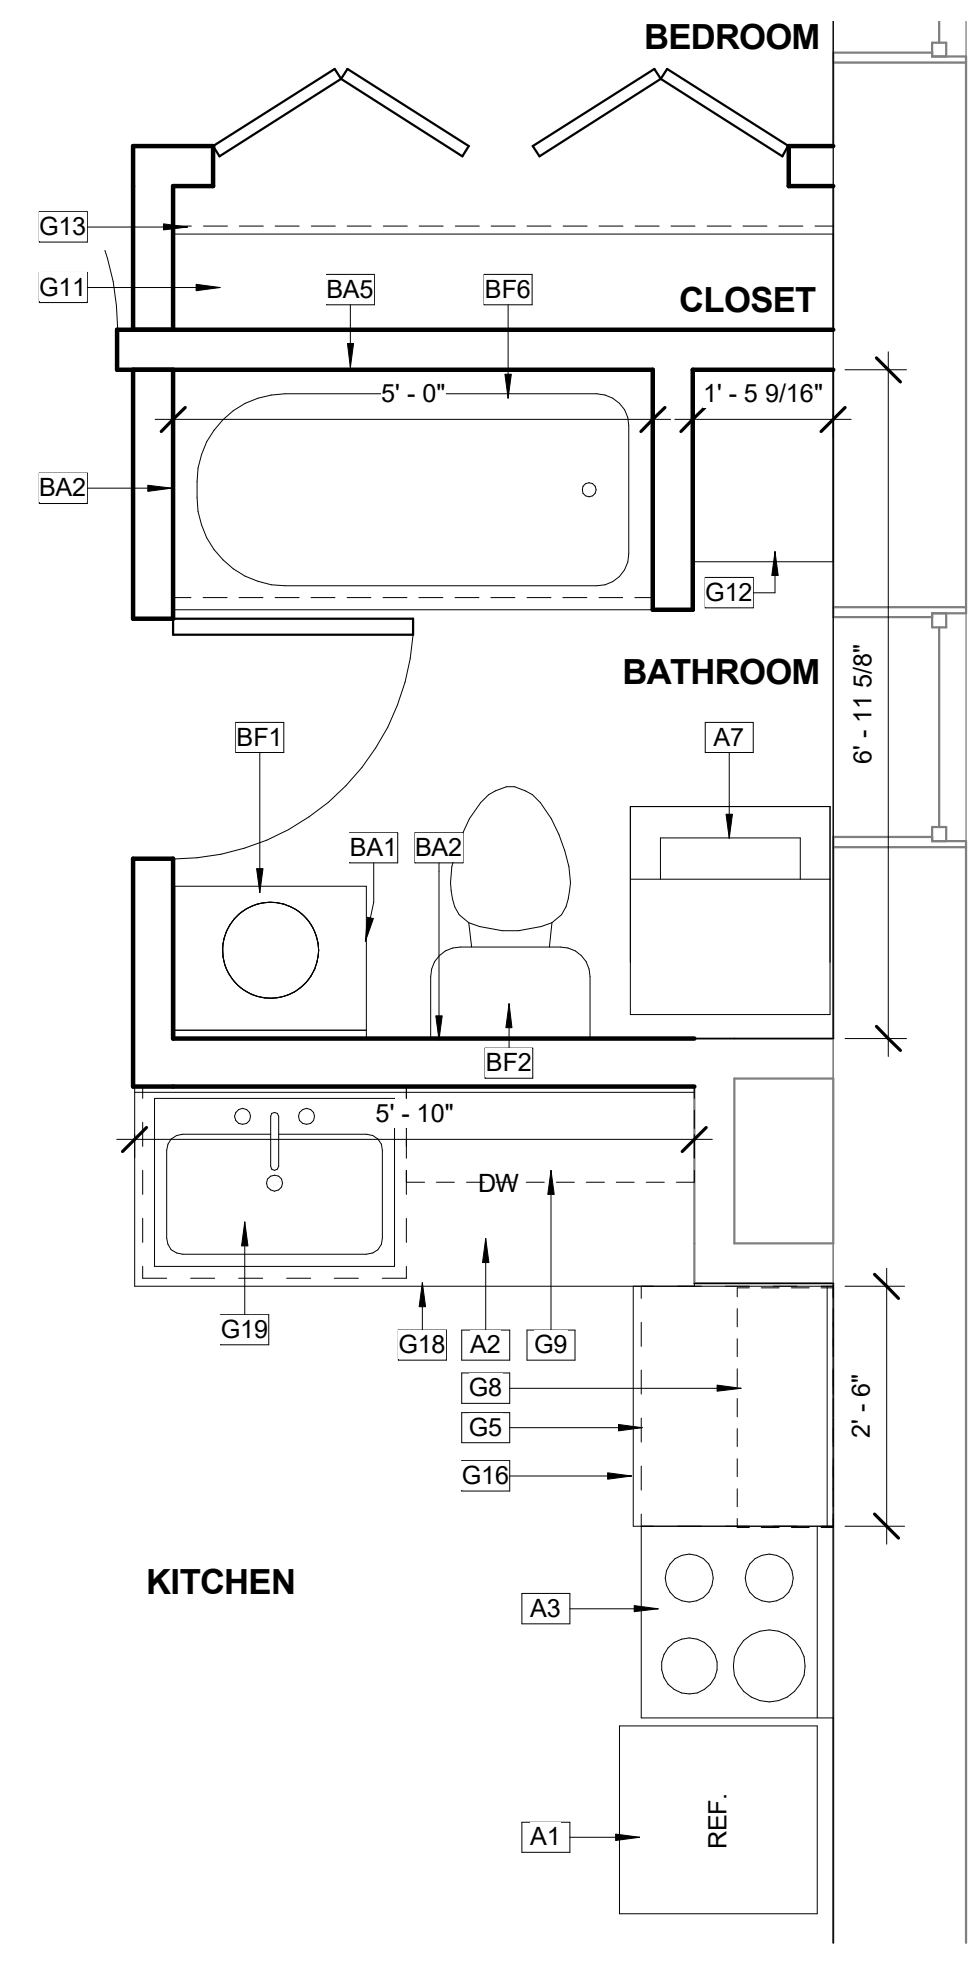 BEDROOM
G13
G11
BA5
BF6
CLOSET
5' - 0"
1' - 5 9/16"
BA2
G12
BATHROOM
6' - 11 5/8"
BF1
A7
BA1
BA2
BF2
5' - 10"
DW
G19
G18
A2
G9
G8
G5
G16
2' - 6"
KITCHEN
A3
A1
REF.